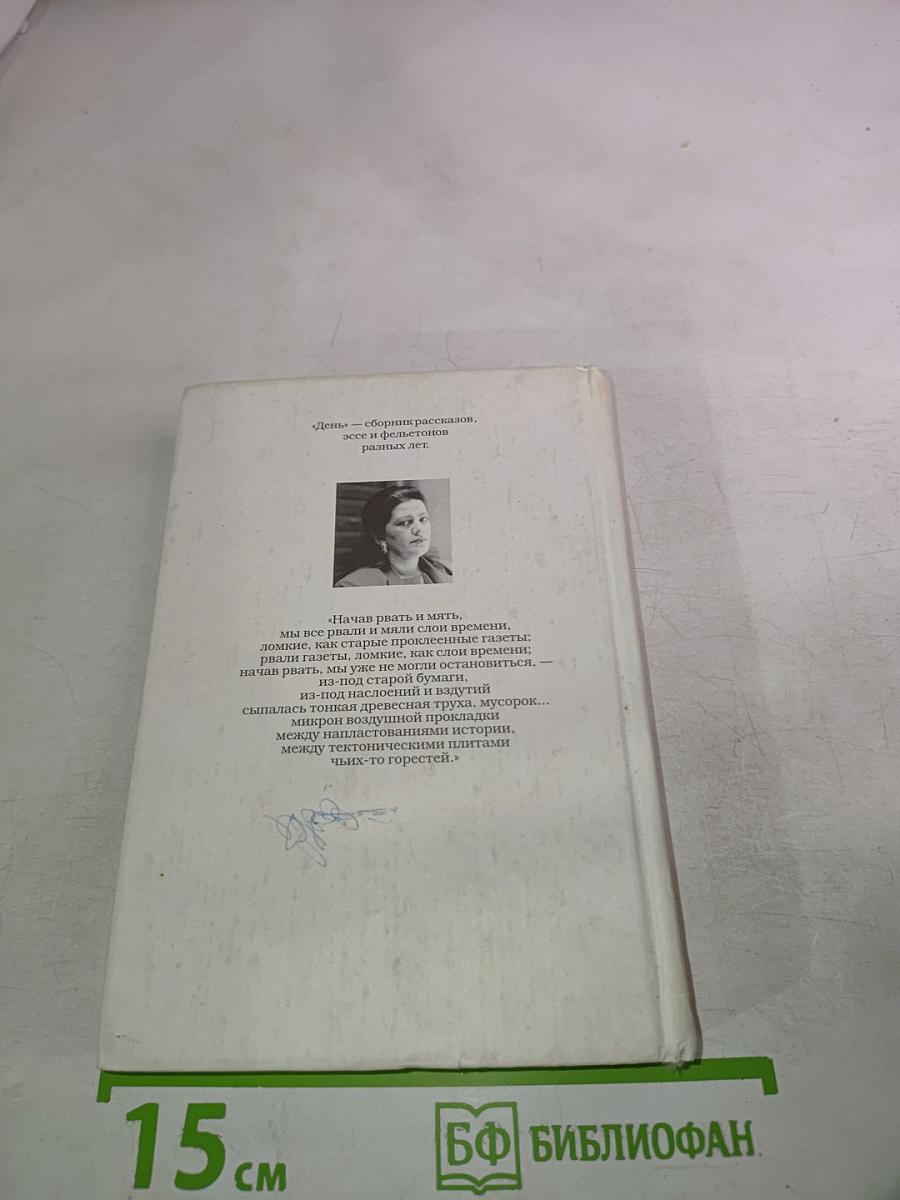 «День» — сборник рассказов,
эссе и фельетонов
разных лет.
«Начав рвать и мять,
мы все рвали и мяли слои времени,
ломкие, как старые проклеенные газеты;
рвали газеты, ломкие, как слои времени;
начав рвать, мы уже не могли остановиться, —
из-под старой бумаги,
из-под наслоений и вздутий
сыпалась тонкая древесная труха, мусорок...
микрон воздушной прокладки
между напластованиями истории,
между тектоническими плитами
чьих-то горестей.»
15 см
БФ БИБЛИОФАН